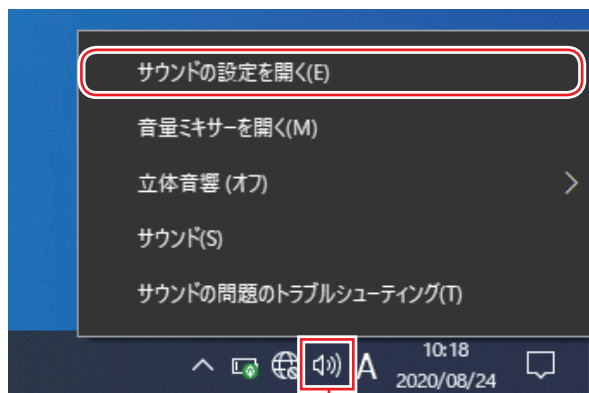 サウンドの設定を開く(E)
音量ミキサーを開く(M)
立体音響 (オフ)
サウンド(S)
サウンドの問題のトラブルシューティング(T)
A
10:18
2020/08/24